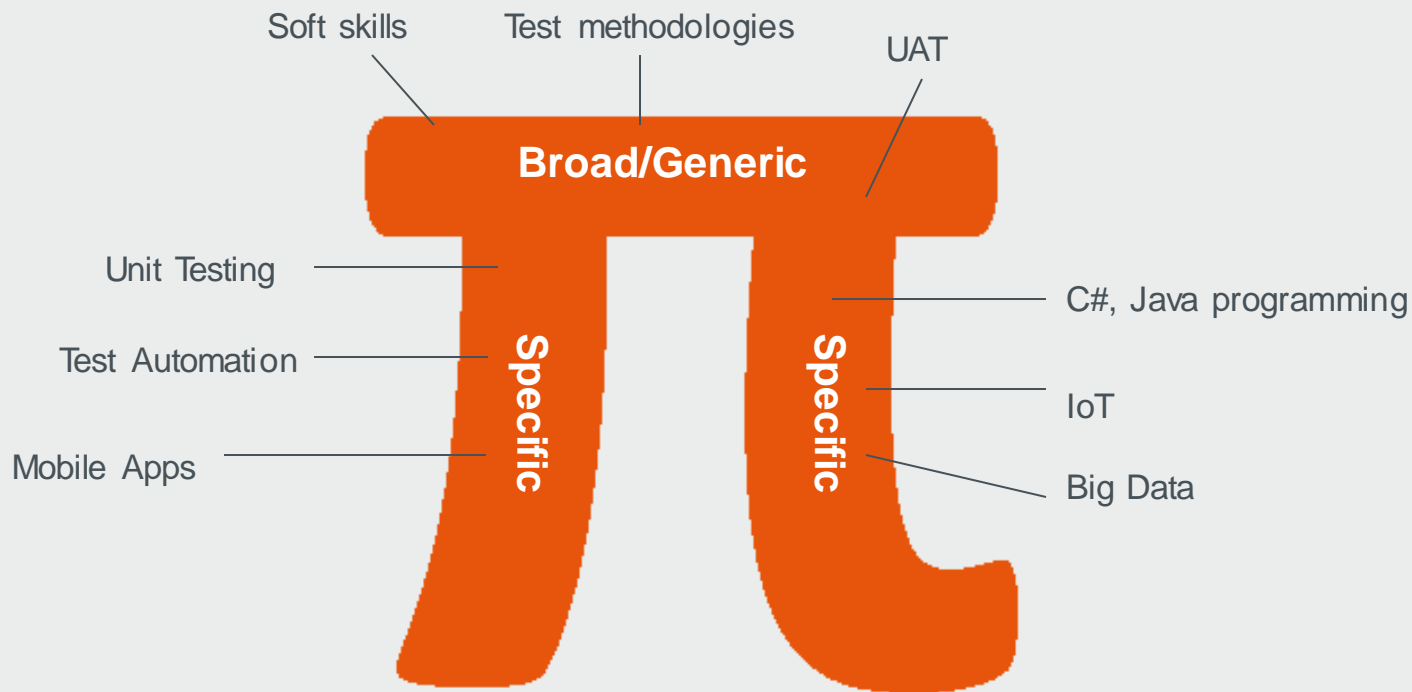 Soft skills
Test methodologies
UAT
Broad/Generic
Unit Testing
Test Automation
Mobile Apps
Specific
Specific
C#, Java programming
IoT
Big Data